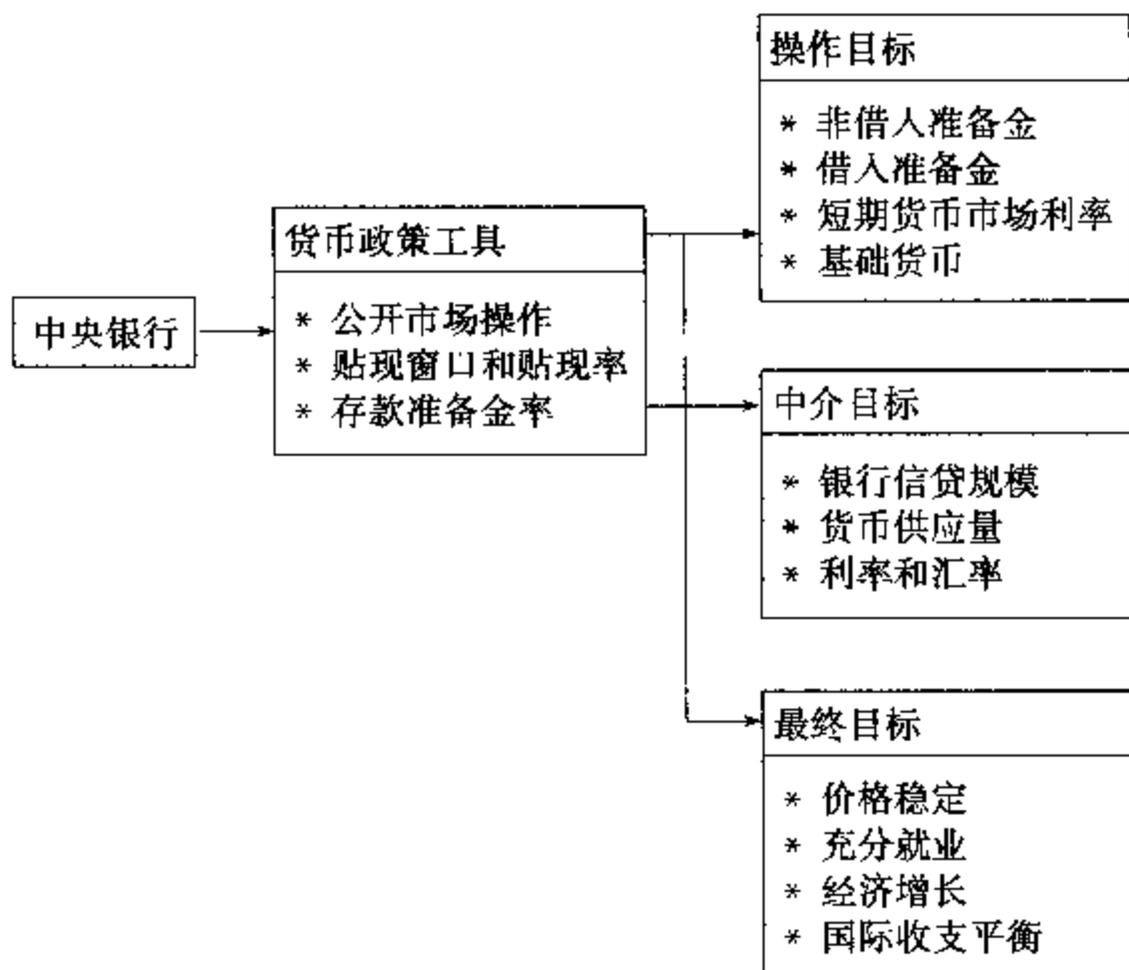 中央银行
货币政策工具
* 公开市场操作
* 贴现窗口和贴现率
* 存款准备金率
操作目标
* 非借人准备金
* 借入准备金
* 短期货币市场利率
* 基础货币
中介目标
* 银行信贷规模
* 货币供应量
* 利率和汇率
最终目标
* 价格稳定
* 充分就业
* 经济增长
* 国际收支平衡